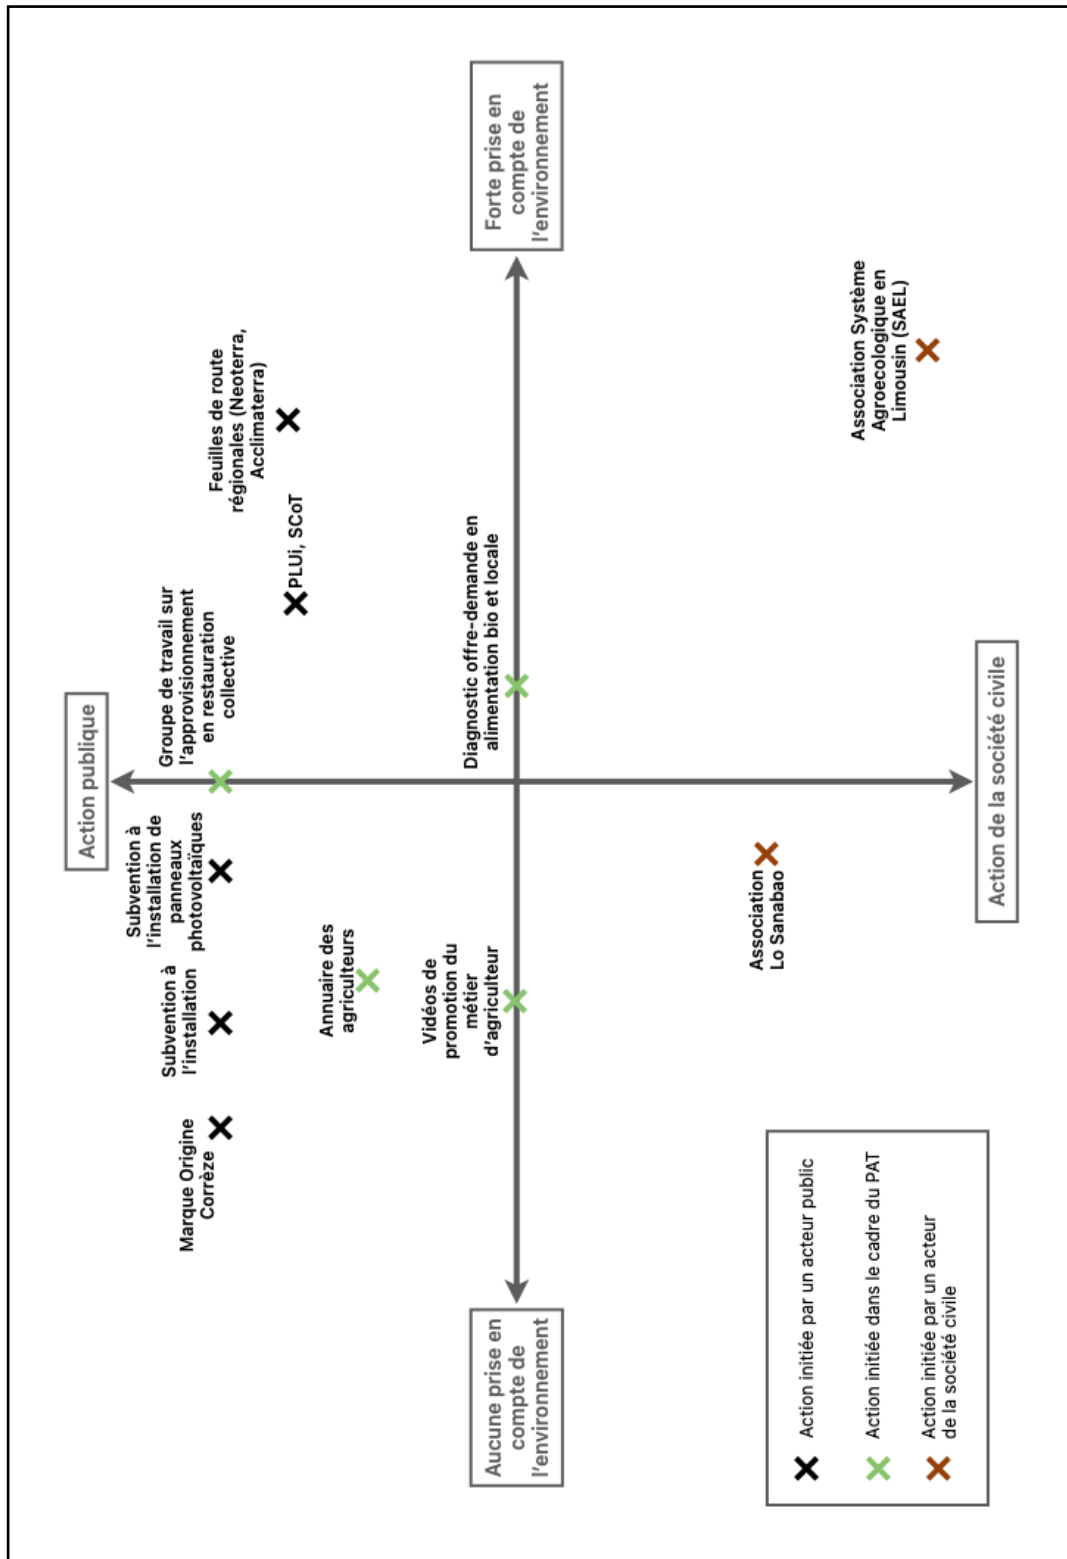 Action publique
Groupe de travail sur
l'approvisionnement
en restauration
collective
Subvention à
l'installation de
panneaux
photovoltaïques
Subvention à
l'installation
Marque Origine
Corrèze
Feuilles de route
régionales (Neoterra,
Acclimaterra)
PLUi, SCoT
Annuaire des
agriculteurs
Vidéos de
promotion du
métier
d'agriculteur
Diagnostic offre-demande en
alimentation bio et locale
Aucune prise en
compte de
l'environnement
Forte prise en
compte de
l'environnement
Association
Lo Sanabao
Association Système
Agroecologique en
Limousin (SAEL)
Action de la société civile
Action initiée par un acteur public
Action initiée dans le cadre du PAT
Action initiée par un acteur
de la société civile